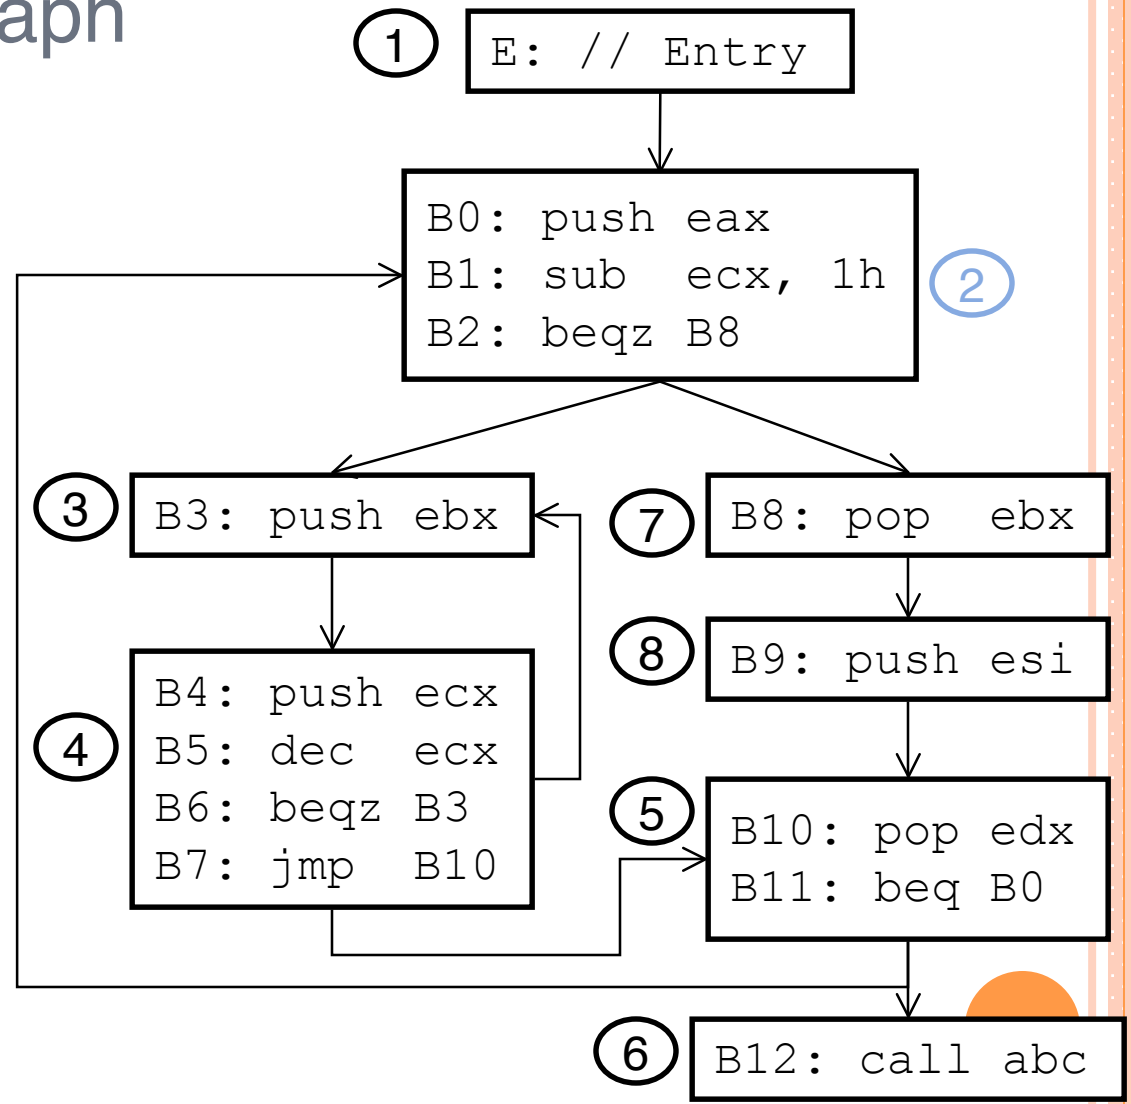 aph
1
E: // Entry
B0: push eax
B1: sub ecx, 1h
B2: beqz B8
2
3
B3: push ebx
7
B8: pop ebx
8
B9: push esi
4
B4: push ecx
B5: dec ecx
B6: beqz B3
B7: jmp B10
5
B10: pop edx
B11: beq B0
6
B12: call abc